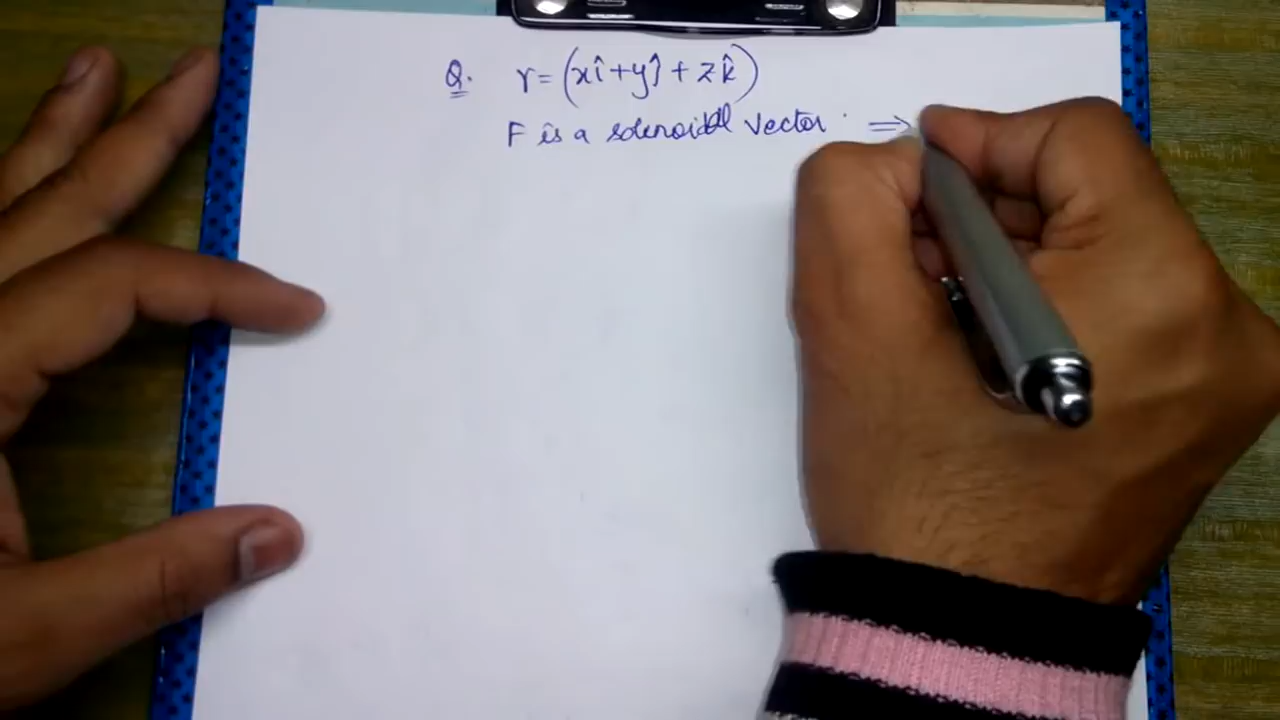 Q. r = (xî + yĵ + zk̂)
F is a solenoidal vector. ⇒